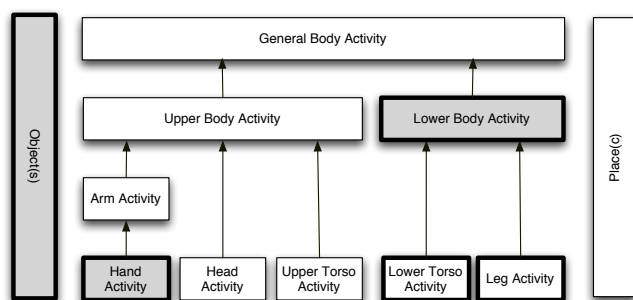 General Body Activity
Object(s)
Upper Body Activity
Lower Body Activity
Place(c)
Arm Activity
Hand
Activity
Head
Activity
Upper Torso
Activity
Lower Torso
Activity
Leg Activity